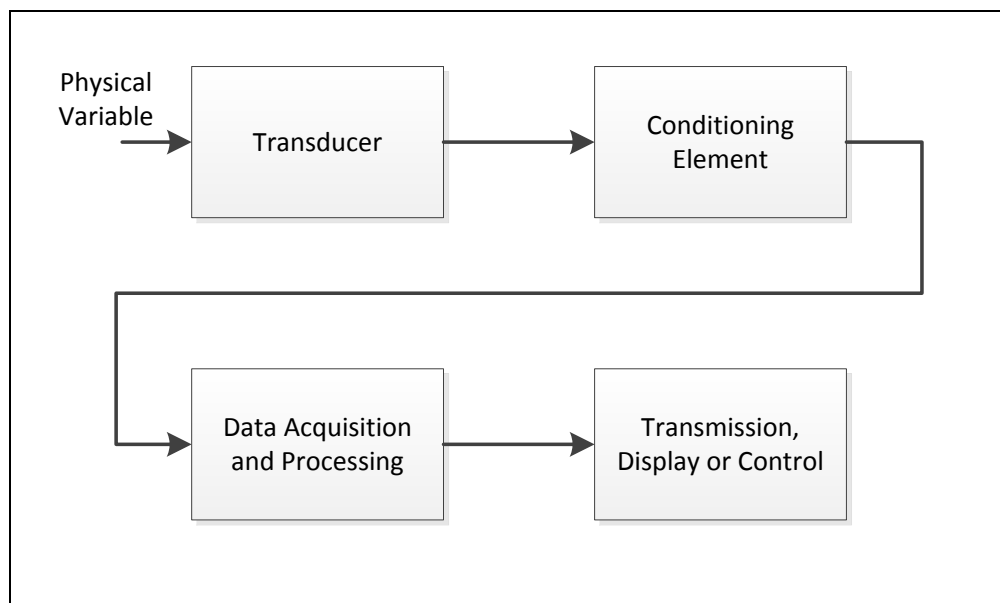 Physical
Variable
Transducer
Conditioning
Element
Data Acquisition
and Processing
Transmission,
Display or Control